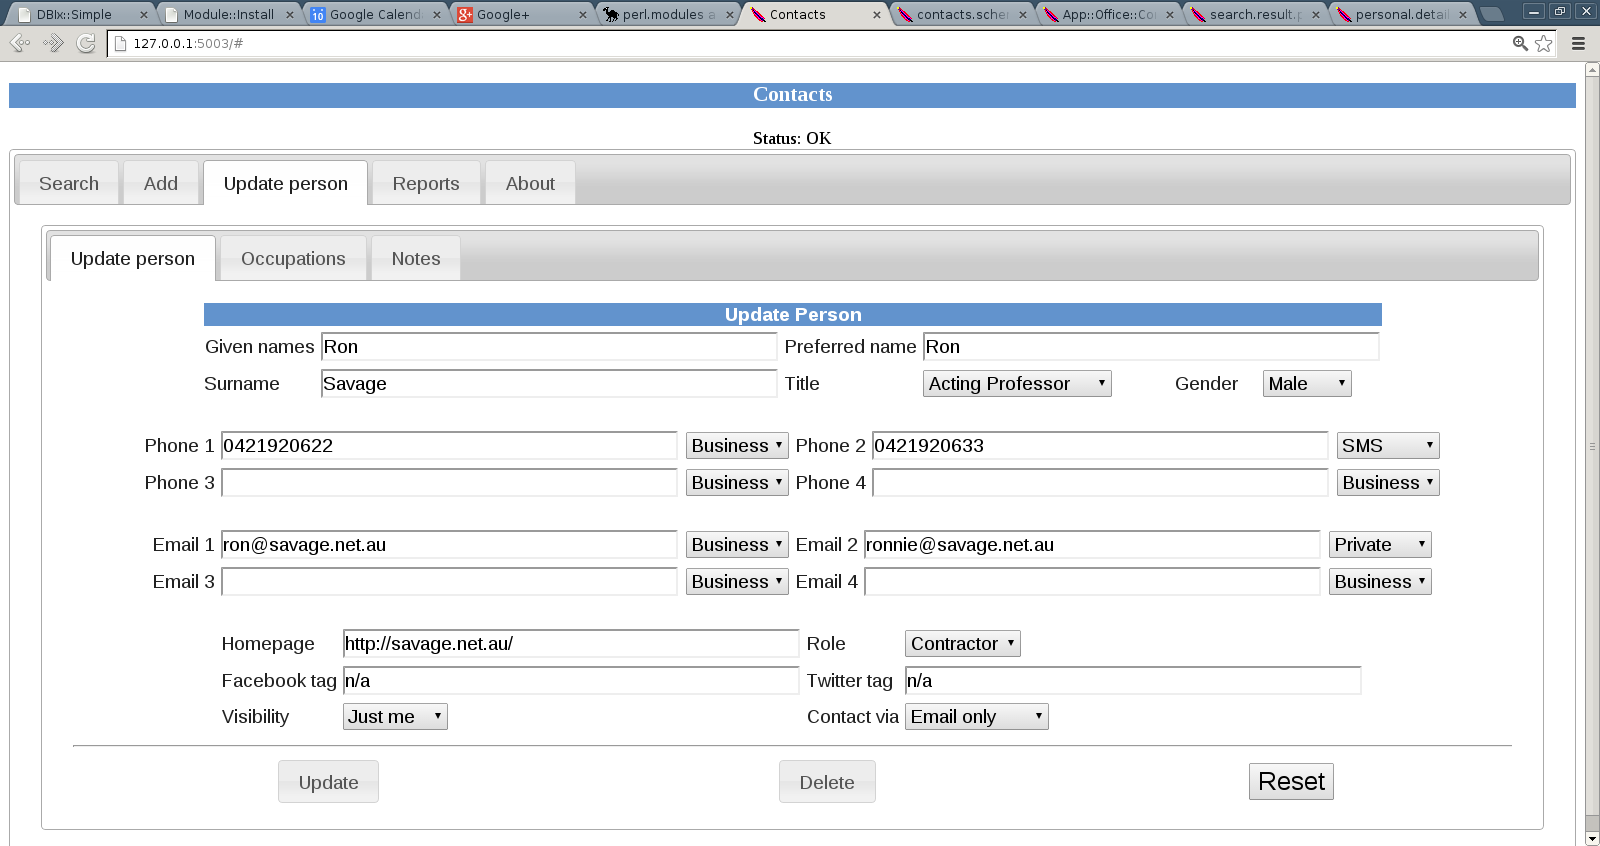 DBIx::Simple
Module::Install
Google Calend
Google+
perl.modules a
Contacts
contacts.scher
App::Office::Co
search.result.p
personal.detail
127.0.0.1:5003/#
Contacts
Status: OK
Search Add Update person Reports About
Update person Occupations Notes
Update Person
Given names Ron Preferred name Ron
Surname Savage Title Acting Professor Gender Male
Phone 1 0421920622 Business Phone 2 0421920633 SMS
Phone 3 Business Phone 4 Business
Email 1 ron@savage.net.au Business Email 2 ronnie@savage.net.au Private
Email 3 Business Email 4 Business
Homepage http://savage.net.au/ Role Contractor
Facebook tag n/a Twitter tag n/a
Visibility Just me Contact via Email only
Update Delete Reset